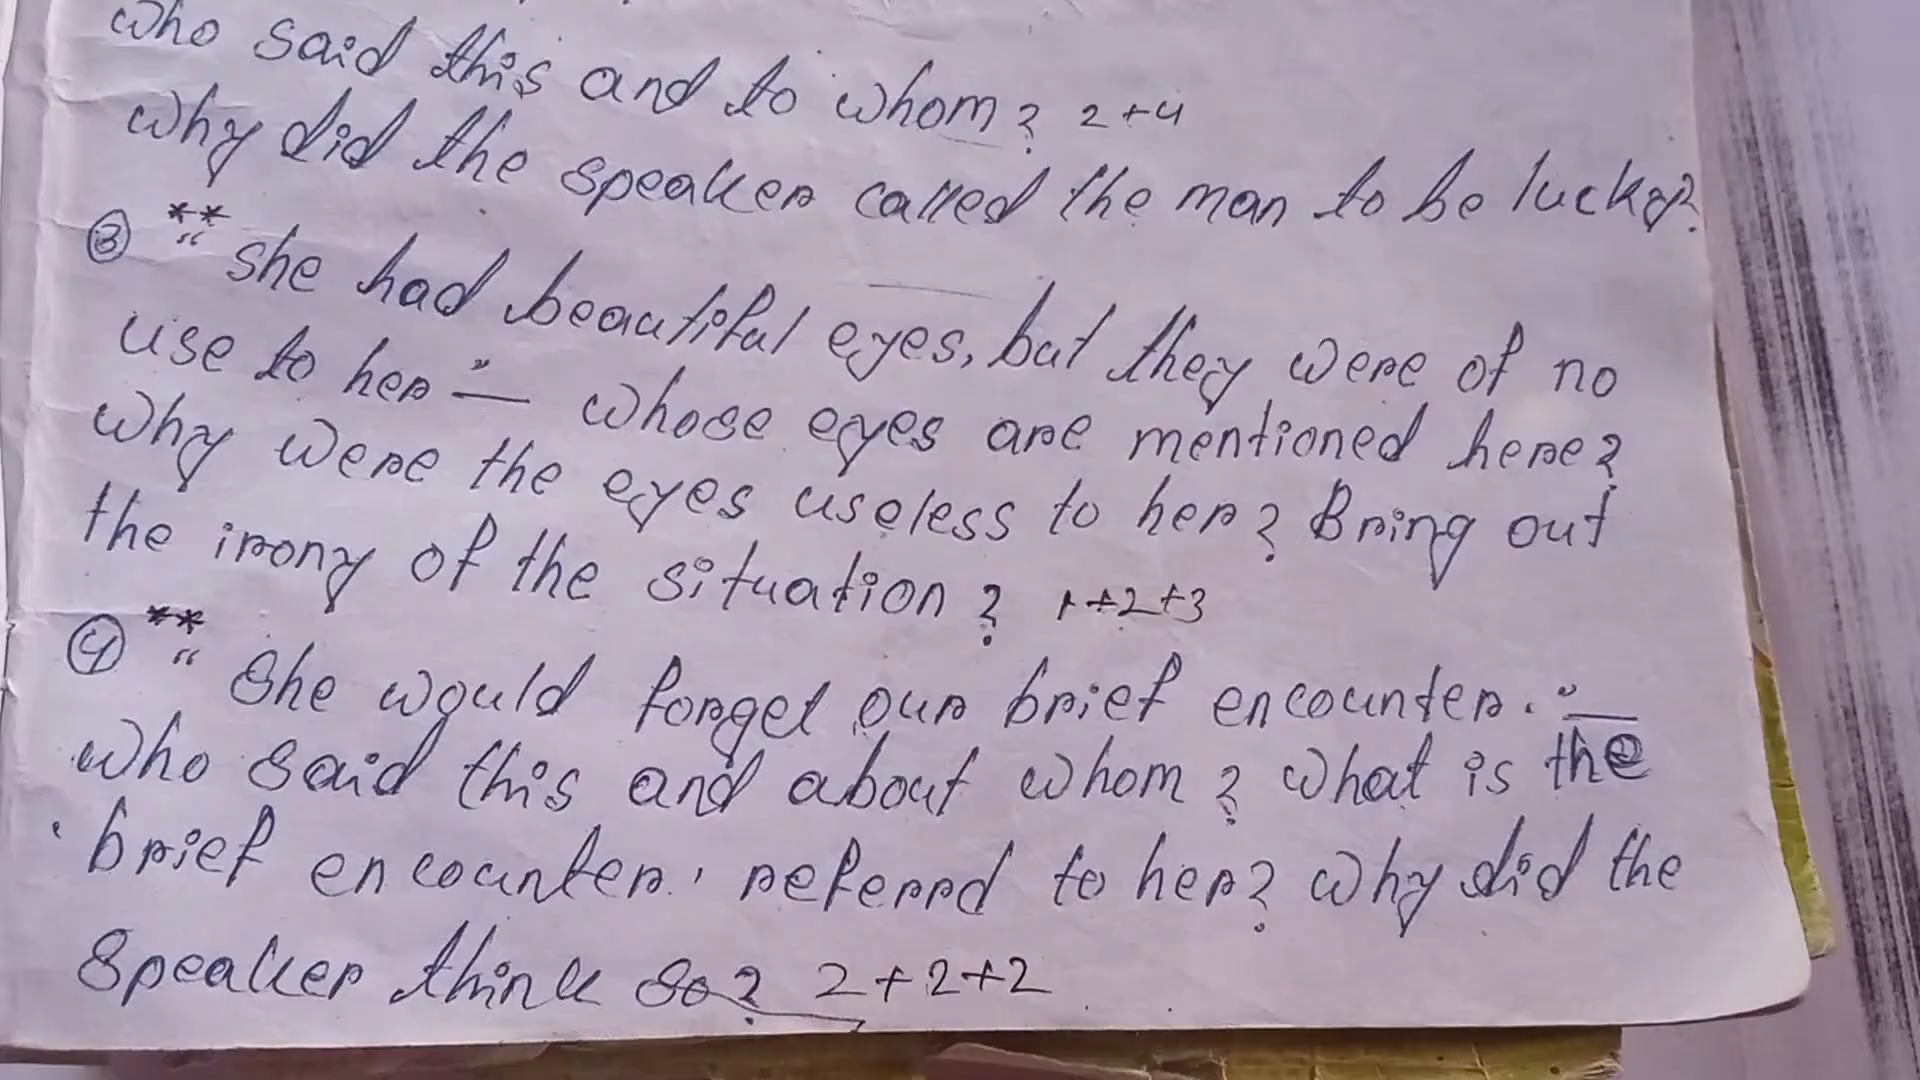 who said this and to whom? 2+4
why did the speaker called the man to be lucky?
③ ** "she had beautiful eyes, but they were of no
use to her" — whose eyes are mentioned here?
why were the eyes useless to her? Bring out
the irony of the situation? 1+2+3
④ ** "She would forget our brief encounter." —
who said this and about whom? what is the
'brief encounter' referrd to her? why did the
speaker think so? 2+2+2